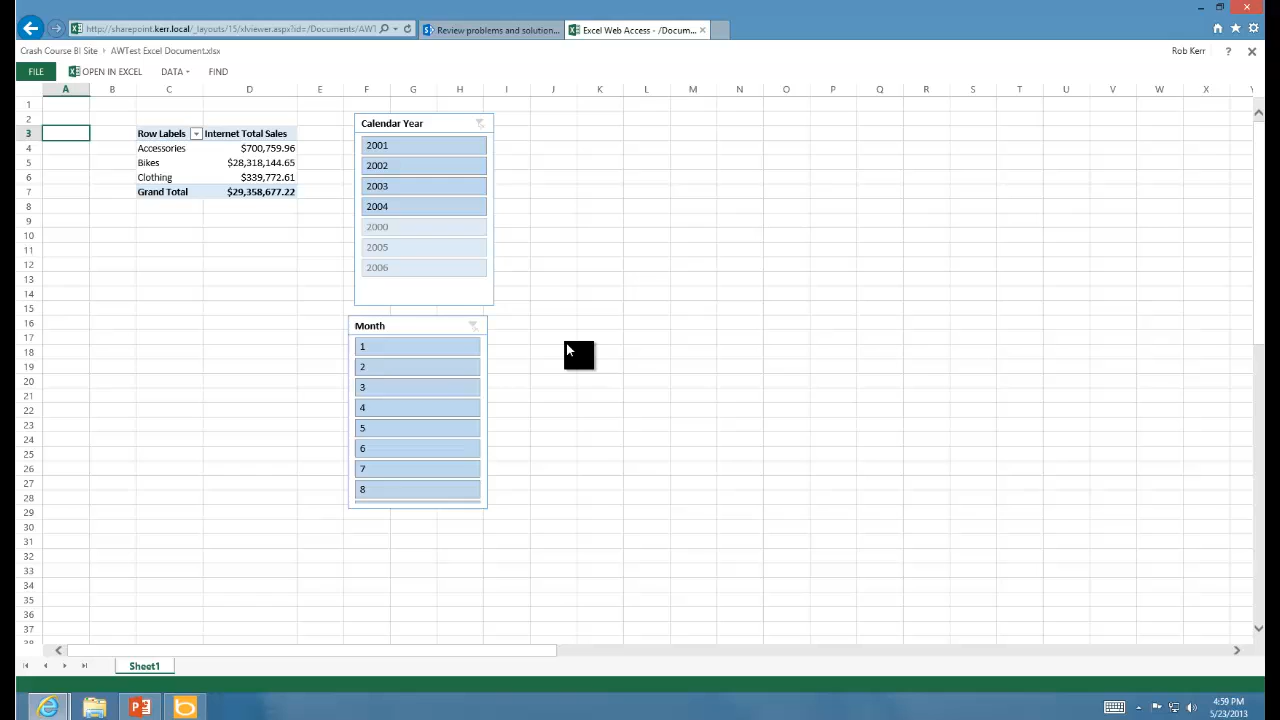 http://sharepoint.kerr.local/_layouts/15/xlviewer.aspx?id=/Documents/AWT
Review problems and solution...
Excel Web Access - /Docum...
Crash Course BI Site ▸ AWTest Excel Document.xlsx
Rob Kerr
?
FILE
OPEN IN EXCEL
DATA
FIND
A B C D E F G H I J K L M N O P Q R S T U V W X
1
2
3
4
5
6
7
8
9
10
11
12
13
14
15
16
17
18
19
20
21
22
23
24
25
26
27
28
29
30
31
32
33
34
35
36
37
38
Row Labels Internet Total Sales
Accessories $700,759.96
Bikes $28,318,144.65
Clothing $339,772.61
Grand Total $29,358,677.22
Calendar Year
2001
2002
2003
2004
2000
2005
2006
Month
1
2
3
4
5
6
7
8
Sheet1
4:59 PM
5/23/2013